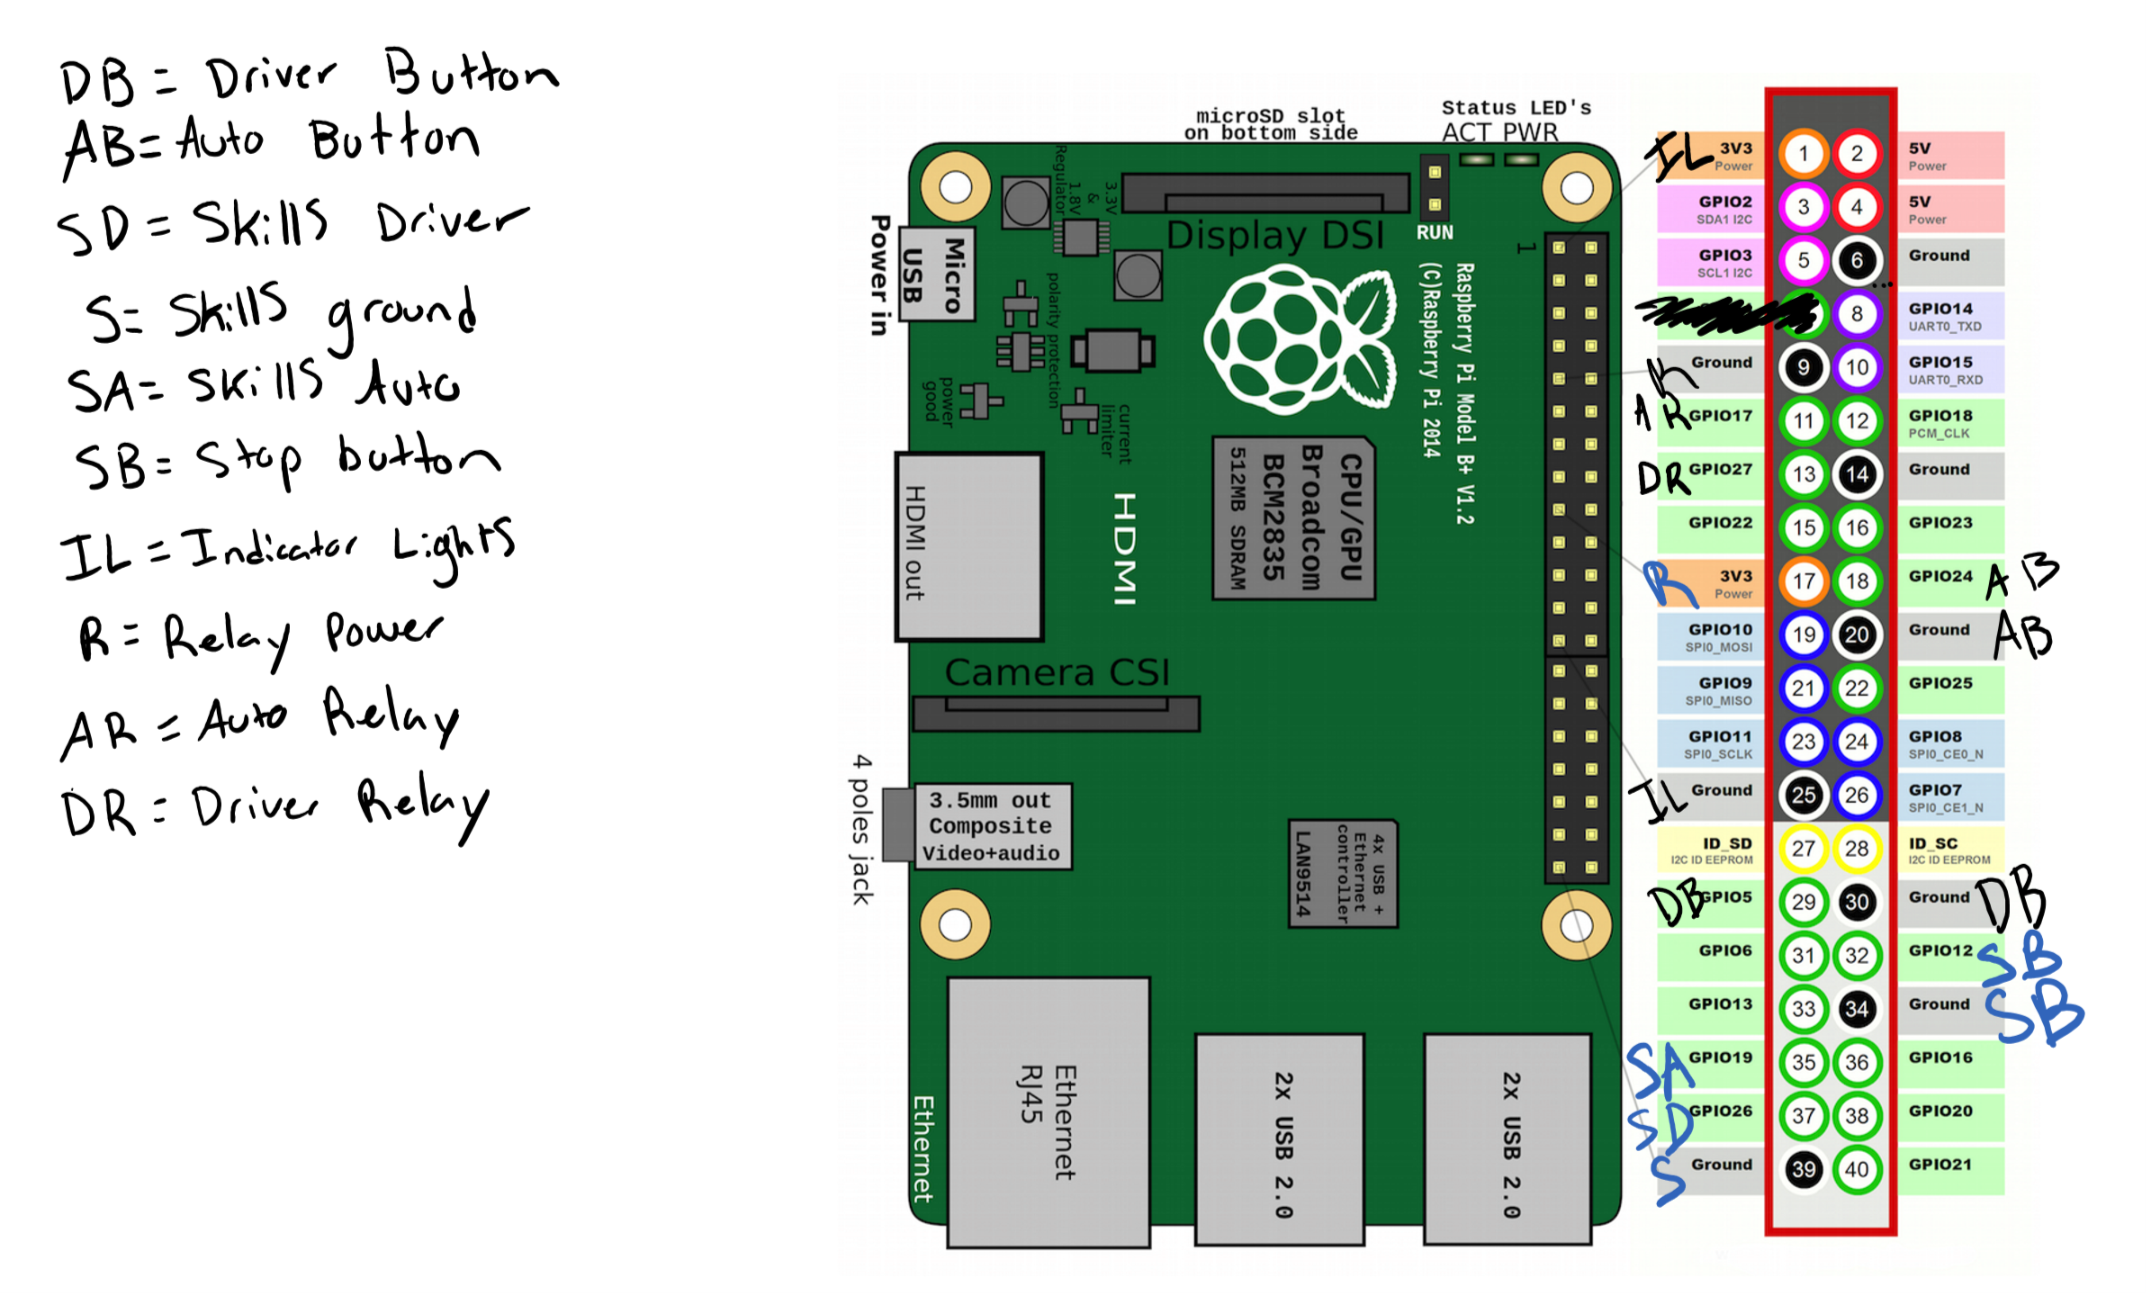 DB = Driver Button
AB= Auto Button
SD = Skills Driver
S= Skills ground
SA= Skills Auto
SB= Stop button
IL = Indicator Lights
R = Relay Power
AR = Auto Relay
DR = Driver Relay
microSD slot
on bottom side
Status LED's
ACT PWR
Regulator
1.8V
&
3.3V
Display DSI
RUN
1
Power in
Micro
USB
polarity protection
power
good
current
limiter
Raspberry Pi Model B+ V1.2
(C)Raspberry Pi 2014
HDMI out
HDMI
CPU/GPU
Broadcom
BCM2835
512MB SDRAM
Camera CSI
4 poles jack
3.5mm out
Composite
Video+audio
4x USB +
Ethernet
controller
LAN9514
Ethernet
Ethernet
RJ45
2x USB 2.0
2x USB 2.0
IL 3V3 Power 1 2 5V Power
GPIO2 SDA1 I2C 3 4 5V Power
GPIO3 SCL1 I2C 5 6 Ground
8 GPIO14 UART0_TXD
R Ground 9 10 GPIO15 UART0_RXD
AR GPIO17 11 12 GPIO18 PCM_CLK
DR GPIO27 13 14 Ground
GPIO22 15 16 GPIO23
R 3V3 Power 17 18 GPIO24 AB
GPIO10 SPI0_MOSI 19 20 Ground AB
GPIO9 SPI0_MISO 21 22 GPIO25
GPIO11 SPI0_SCLK 23 24 GPIO8 SPI0_CE0_N
IL Ground 25 26 GPIO7 SPI0_CE1_N
ID_SD I2C ID EEPROM 27 28 ID_SC I2C ID EEPROM
DB GPIO5 29 30 Ground DB
GPIO6 31 32 GPIO12 SB
GPIO13 33 34 Ground SB
SA GPIO19 35 36 GPIO16
SD GPIO26 37 38 GPIO20
S Ground 39 40 GPIO21